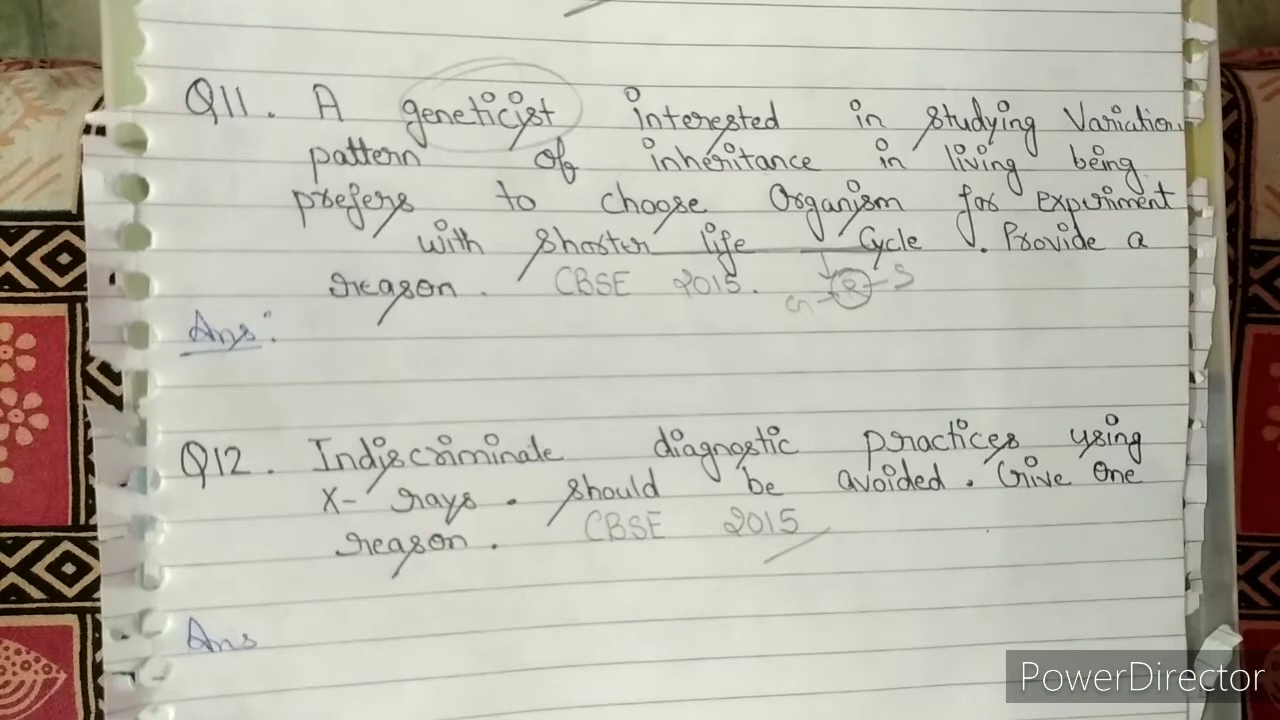 Q11. A geneticist interested in studying Variation
pattern of inheritance in living being
prefers to choose Organism for experiment
with shorter life Cycle. Provide a
reason. CBSE 2015.
Ans:
Q12. Indiscriminate diagnostic practices using
X-rays. should be avoided. Give One
reason. CBSE 2015
Ans
PowerDirector